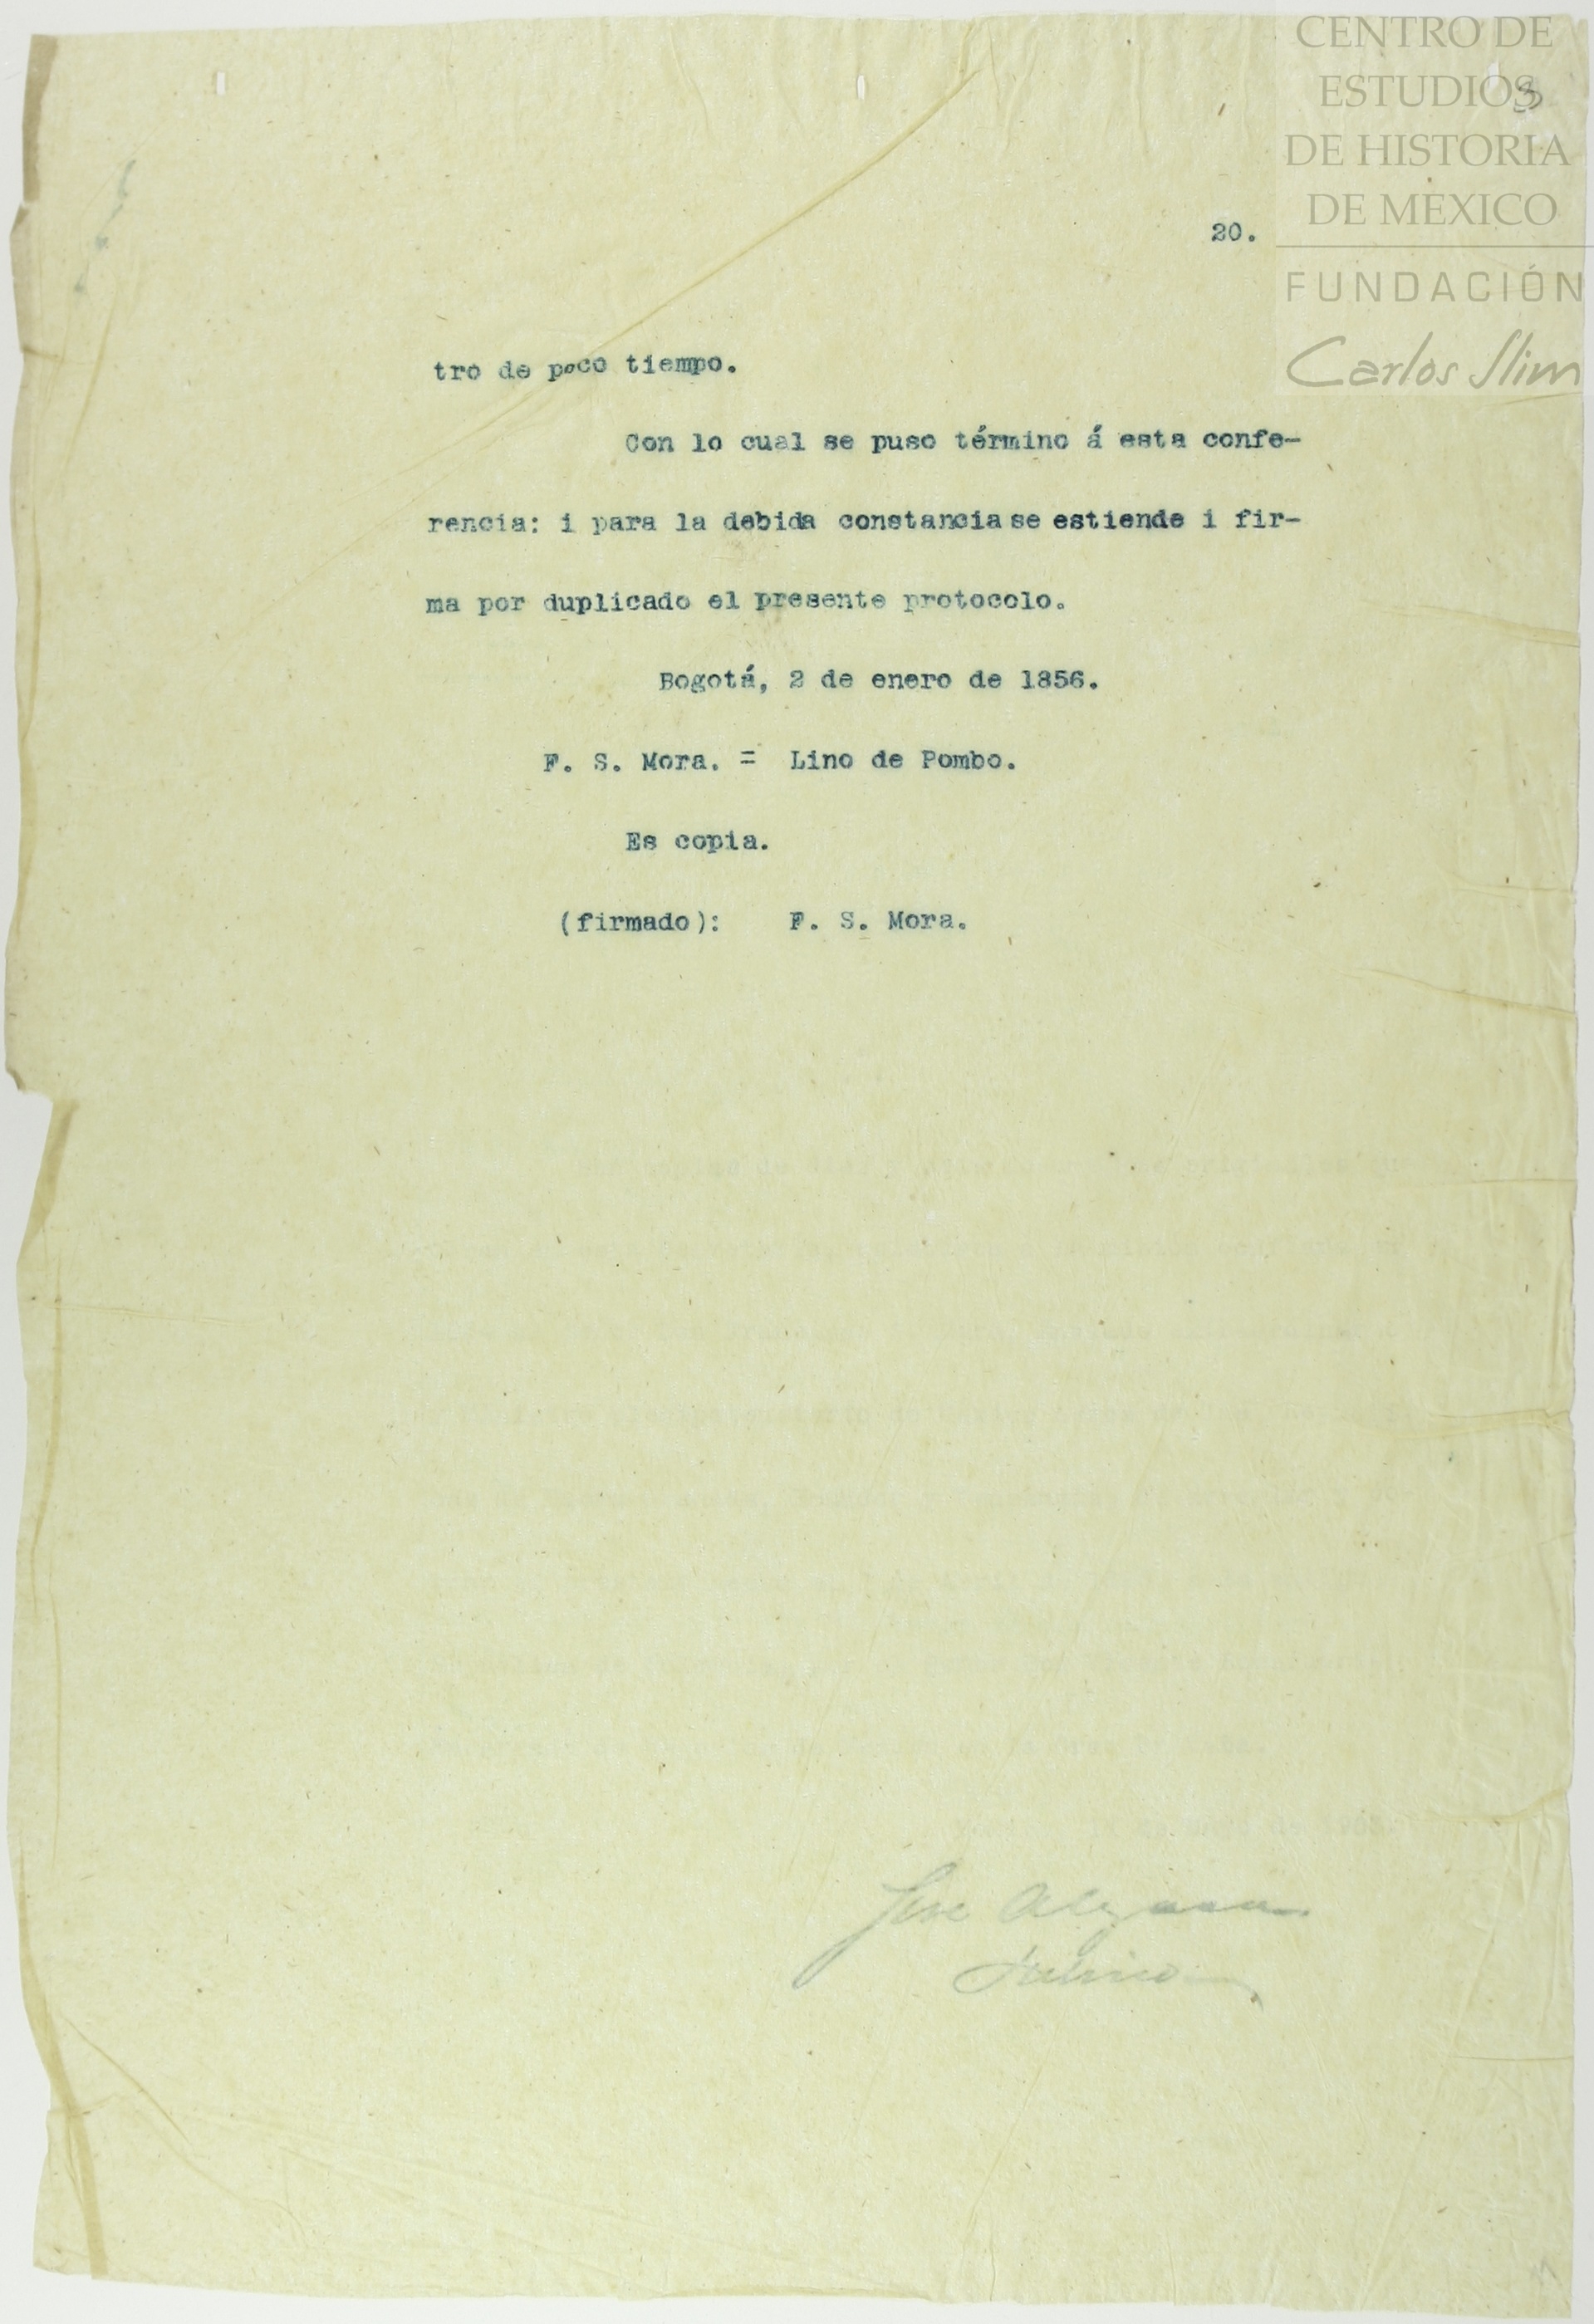 CENTRO DE
ESTUDIOS
DE HISTORIA
DE MEXICO
FUNDACIÓN
Carlos Slim
3
20.
tro de poco tiempo.
Con lo cual se puso término á esta confe-
rencia: i para la debida constancia se estiende i fir-
ma por duplicado el presente protocolo.
Bogotá, 2 de enero de 1856.
F. S. Mora. = Lino de Pombo.
Es copia.
(firmado): F. S. Mora.